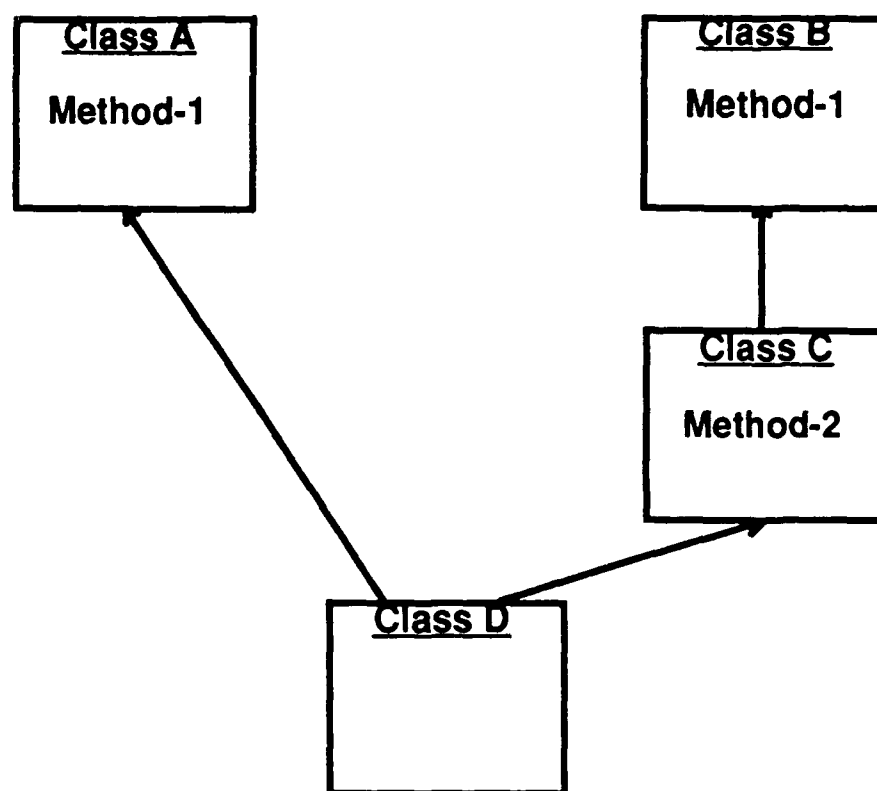 Class A
Method-1
Class B
Method-1
Class C
Method-2
Class D